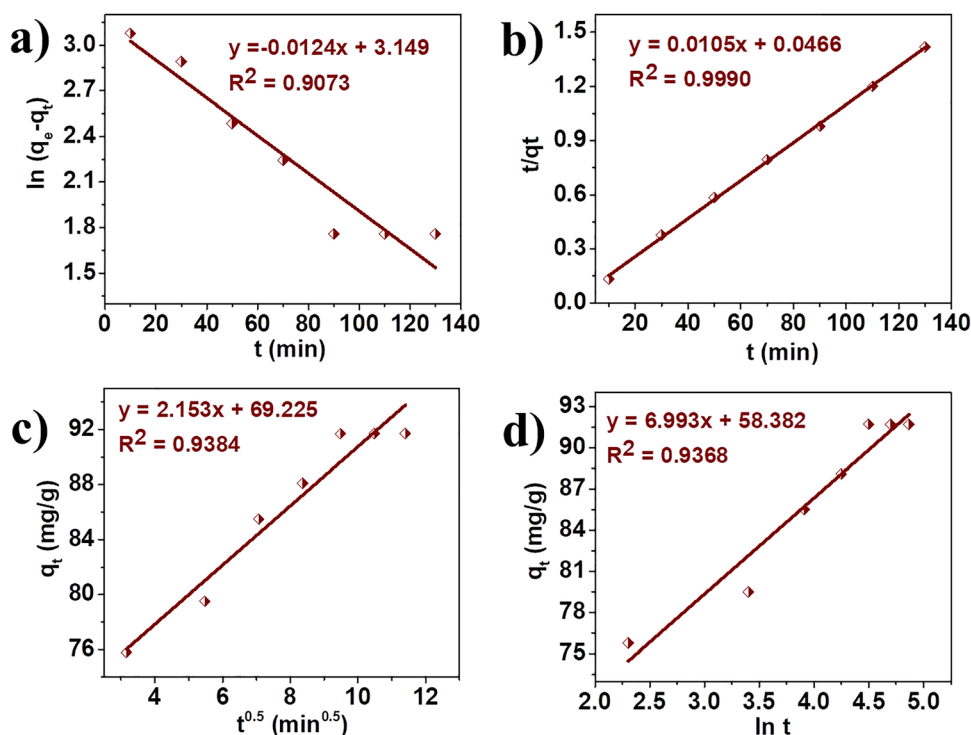 a)
y =-0.0124x + 3.149
R² = 0.9073
ln (qₑ-qₜ)
3.0
2.7
2.4
2.1
1.8
1.5
0 20 40 60 80 100 120 140
t (min)
b)
y = 0.0105x + 0.0466
R² = 0.9990
t/qt
1.5
1.2
0.9
0.6
0.3
0.0
20 40 60 80 100 120 140
t (min)
c)
y = 2.153x + 69.225
R² = 0.9384
qₜ (mg/g)
92
88
84
80
76
4 6 8 10 12
t⁰·⁵ (min⁰·⁵)
d)
y = 6.993x + 58.382
R² = 0.9368
qₜ (mg/g)
93
91
87
83
79
75
2.0 2.5 3.0 3.5 4.0 4.5 5.0
ln t